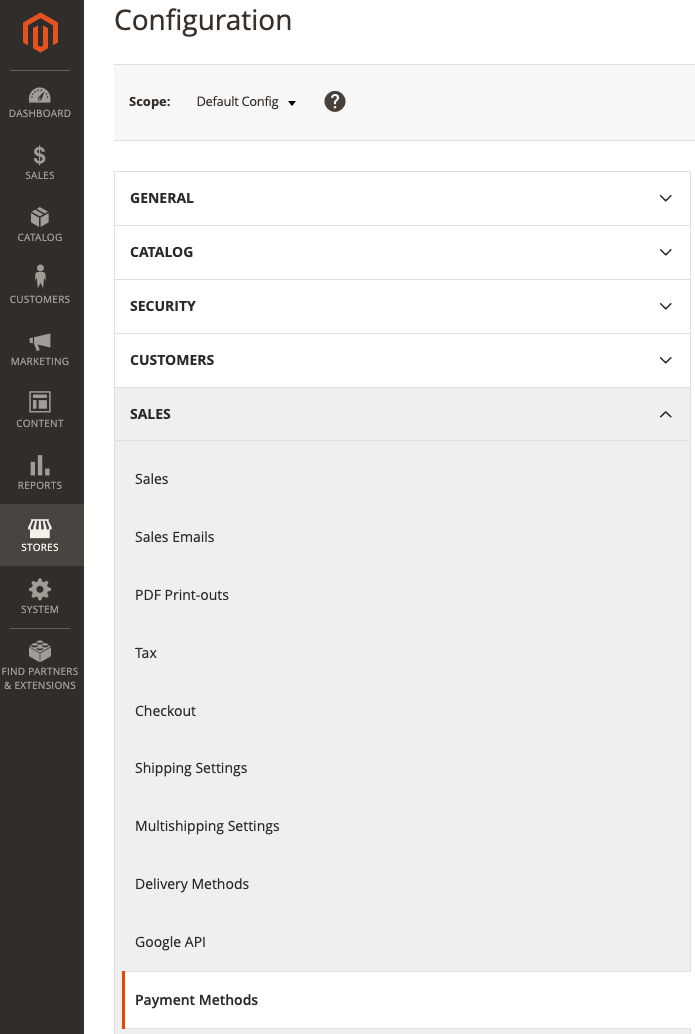 Configuration
Scope: Default Config ?
DASHBOARD
SALES
CATALOG
CUSTOMERS
MARKETING
CONTENT
REPORTS
STORES
SYSTEM
FIND PARTNERS
& EXTENSIONS
GENERAL
CATALOG
SECURITY
CUSTOMERS
SALES
Sales
Sales Emails
PDF Print-outs
Tax
Checkout
Shipping Settings
Multishipping Settings
Delivery Methods
Google API
Payment Methods